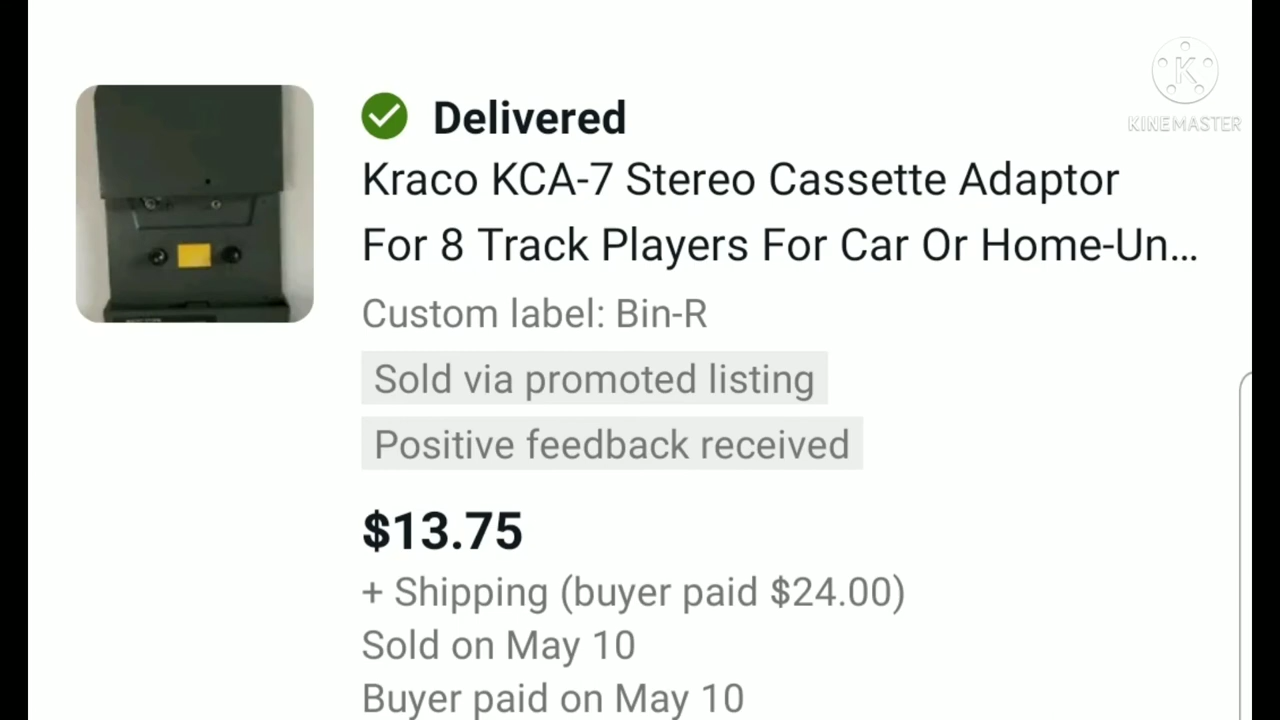 K
KINEMASTER
Delivered
Kraco KCA-7 Stereo Cassette Adaptor
For 8 Track Players For Car Or Home-Un...
Custom label: Bin-R
Sold via promoted listing
Positive feedback received
$13.75
+ Shipping (buyer paid $24.00)
Sold on May 10
Buyer paid on May 10